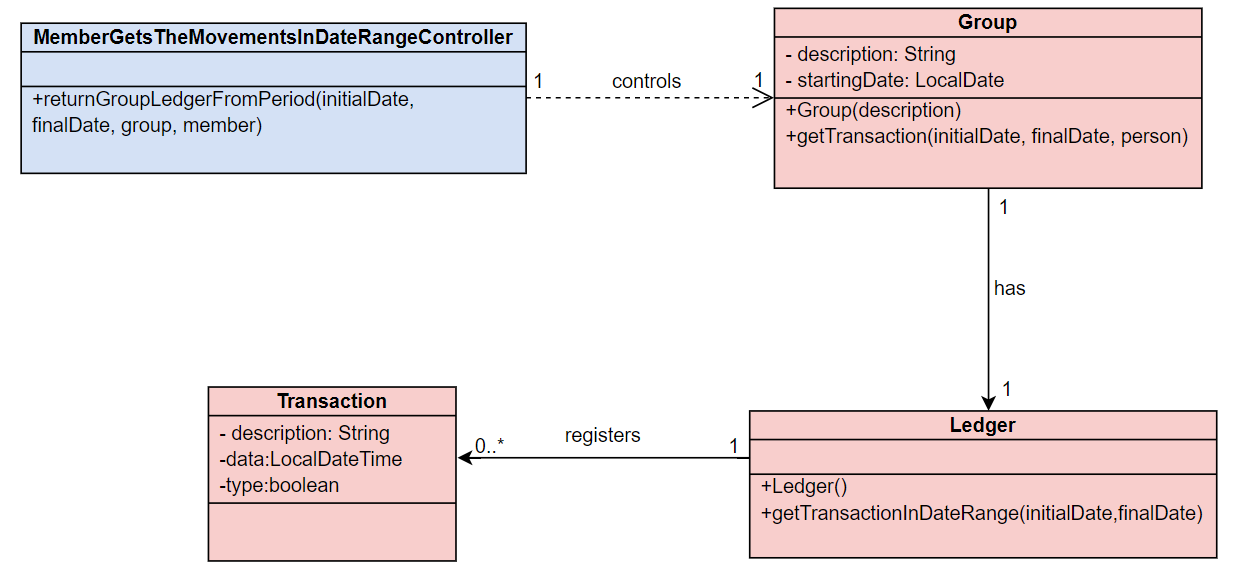 MemberGetsTheMovementsInDateRangeController
+returnGroupLedgerFromPeriod(initialDate,
finalDate, group, member)
1
controls
1
Group
- description: String
- startingDate: LocalDate
+Group(description)
+getTransaction(initialDate, finalDate, person)
1
has
1
Transaction
- description: String
-data:LocalDateTime
-type:boolean
0..*
registers
1
Ledger
+Ledger()
+getTransactionInDateRange(initialDate,finalDate)